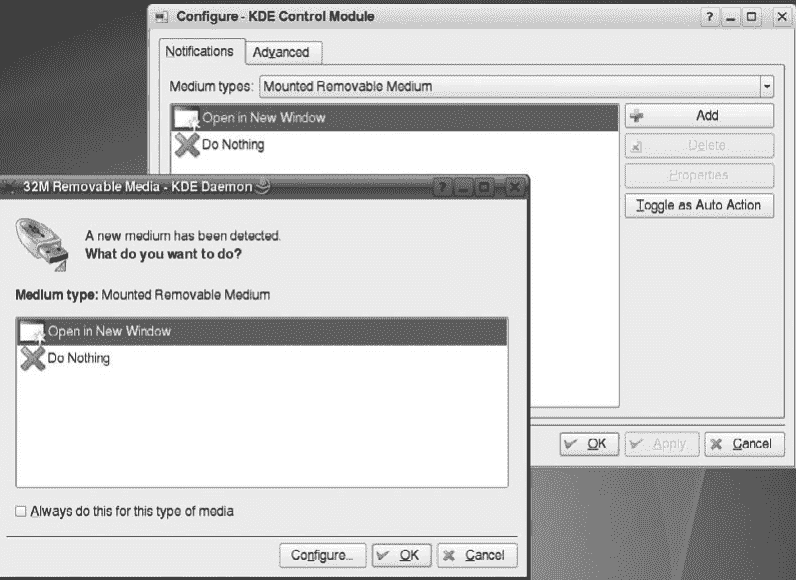 Configure - KDE Control Module
Notifications
Advanced
Medium types: Mounted Removable Medium
Open in New Window
Do Nothing
Add
Delete
Properties
Toggle as Auto Action
OK
Apply
Cancel
32M Removable Media - KDE Daemon
A new medium has been detected.
What do you want to do?
Medium type: Mounted Removable Medium
Open in New Window
Do Nothing
Always do this for this type of media
Configure...
OK
Cancel